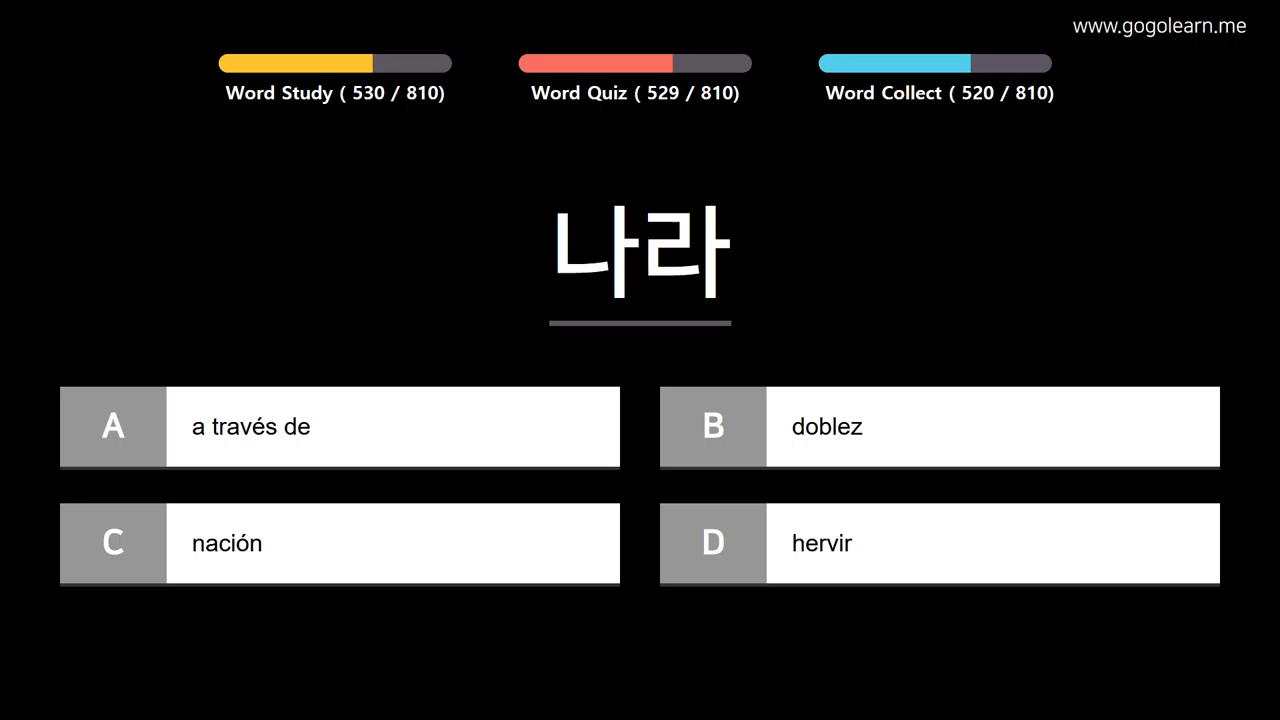 www.gogolearn.me
Word Study ( 530 / 810)
Word Quiz ( 529 / 810)
Word Collect ( 520 / 810)
나라
A
a través de
B
doblez
C
nación
D
hervir